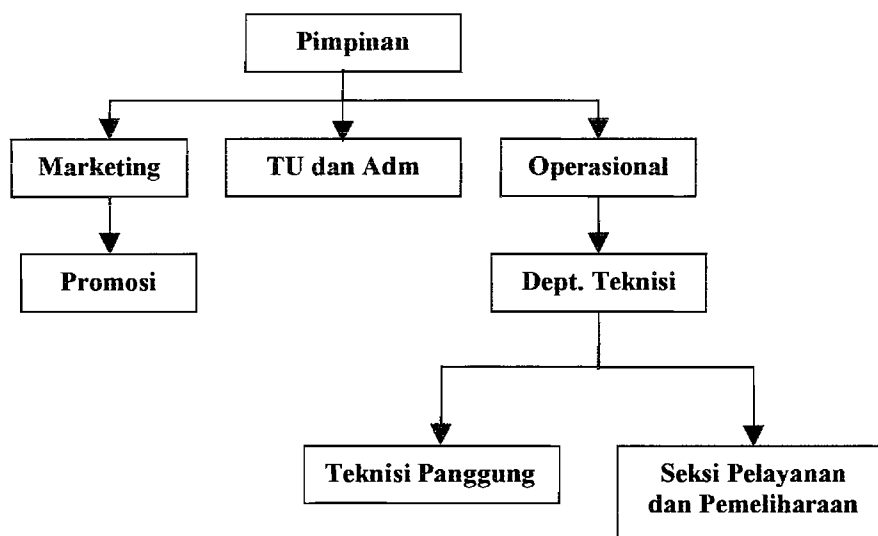 Pimpinan
Marketing
TU dan Adm
Operasional
Promosi
Dept. Teknisi
Teknisi Panggung
Seksi Pelayanan
dan Pemeliharaan